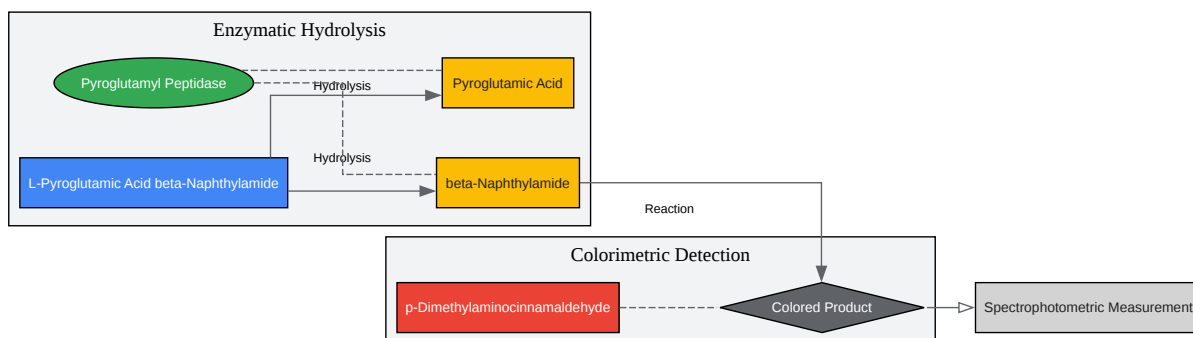 Enzymatic Hydrolysis
Pyroglutamyl Peptidase
Hydrolysis
Pyroglutamic Acid
L-Pyroglutamic Acid beta-Naphthylamide
Hydrolysis
beta-Naphthylamide
Reaction
Colorimetric Detection
p-Dimethylaminocinnamaldehyde
Colored Product
Spectrophotometric Measurement